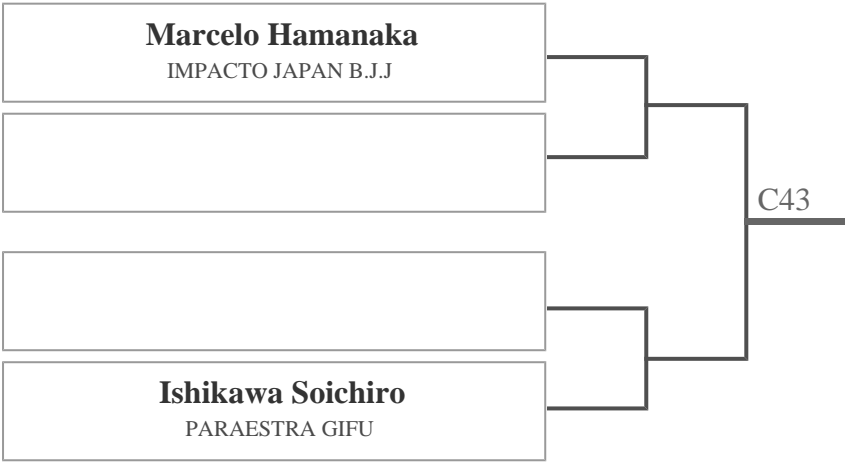 Marcelo Hamanaka
IMPACTO JAPAN B.J.J
C43
Ishikawa Soichiro
PARAESTRA GIFU